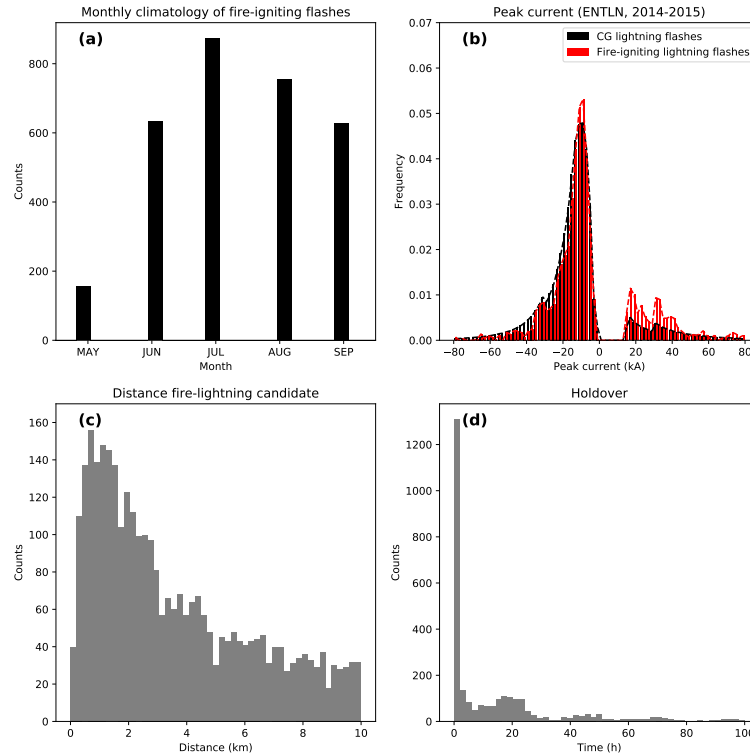 Monthly climatology of fire-igniting flashes
(a)
800
600
400
200
0
Counts
MAY JUN JUL AUG SEP
Month
Peak current (ENTLN, 2014-2015)
(b)
CG lightning flashes
Fire-igniting lightning flashes
0.07
0.06
0.05
0.04
0.03
0.02
0.01
0.00
Frequency
−80 −60 −40 −20 0 20 40 60 80
Peak current (kA)
Distance fire-lightning candidate
(c)
160
140
120
100
80
60
40
20
0
Counts
0 2 4 6 8 10
Distance (km)
Holdover
(d)
1200
1000
800
600
400
200
0
Counts
0 20 40 60 80 100
Time (h)